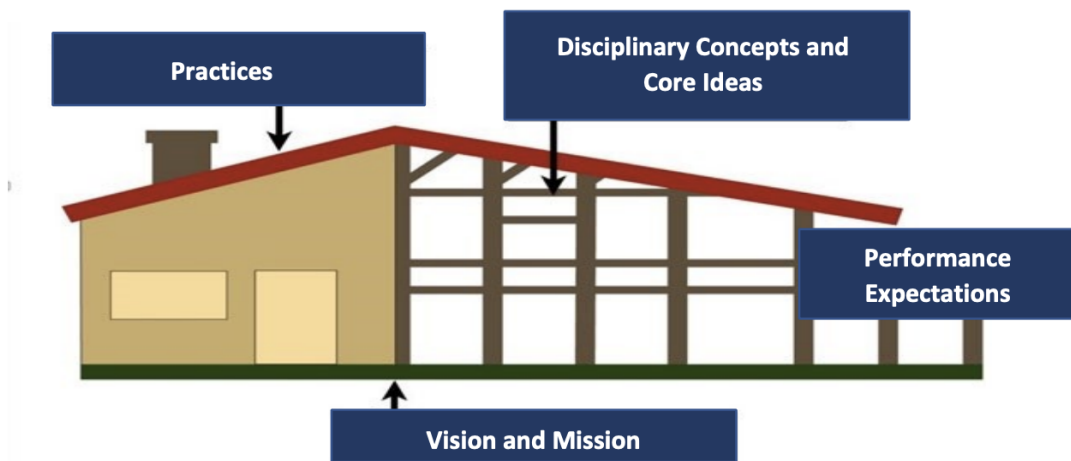 Practices
Disciplinary Concepts and
Core Ideas
Performance
Expectations
Vision and Mission